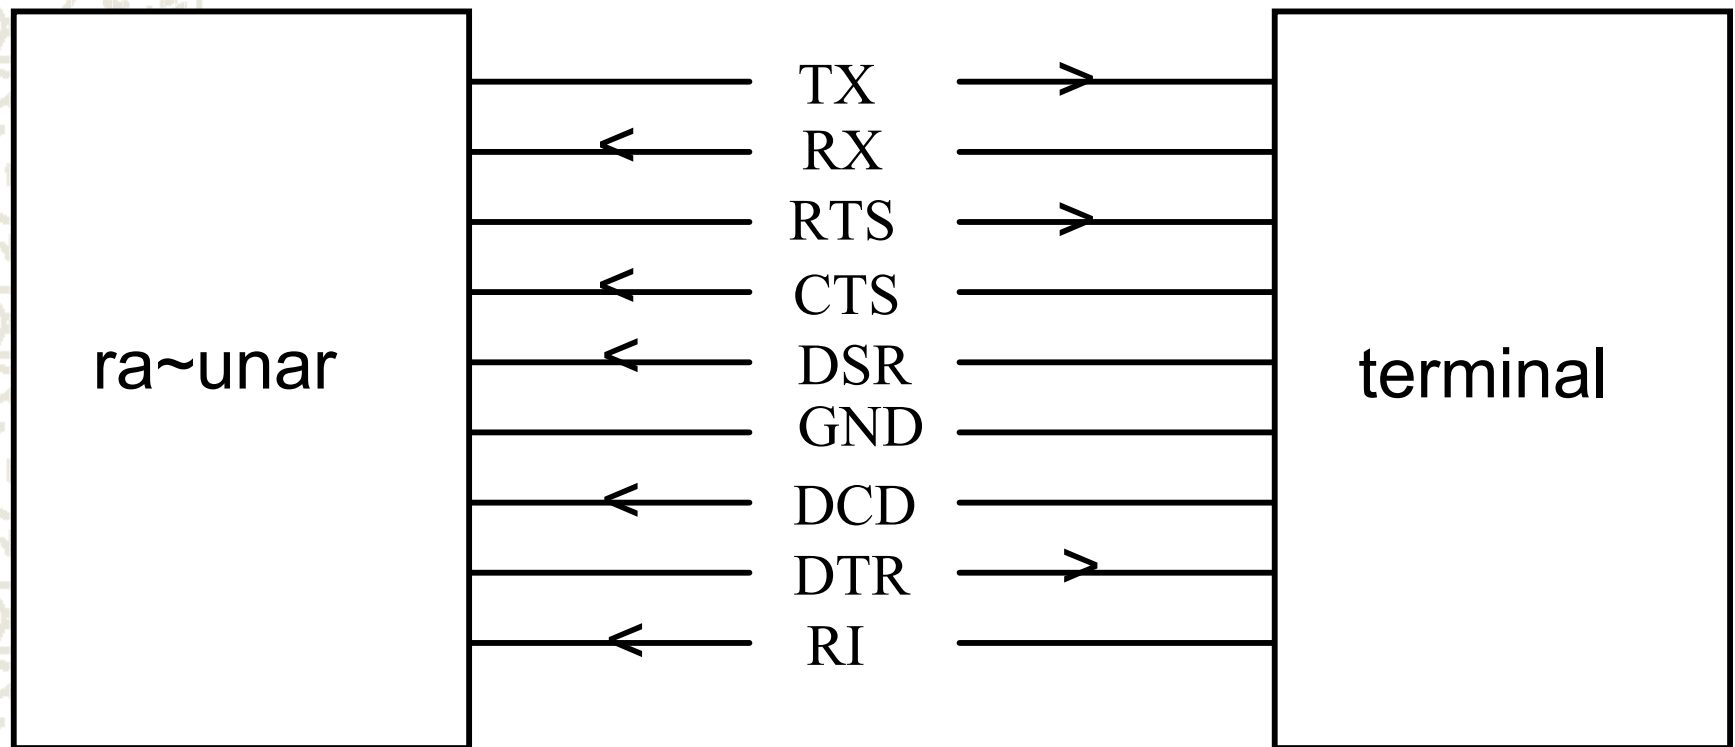 TX
RX
RTS
CTS
DSR
GND
DCD
DTR
RI
ra~unar
terminal